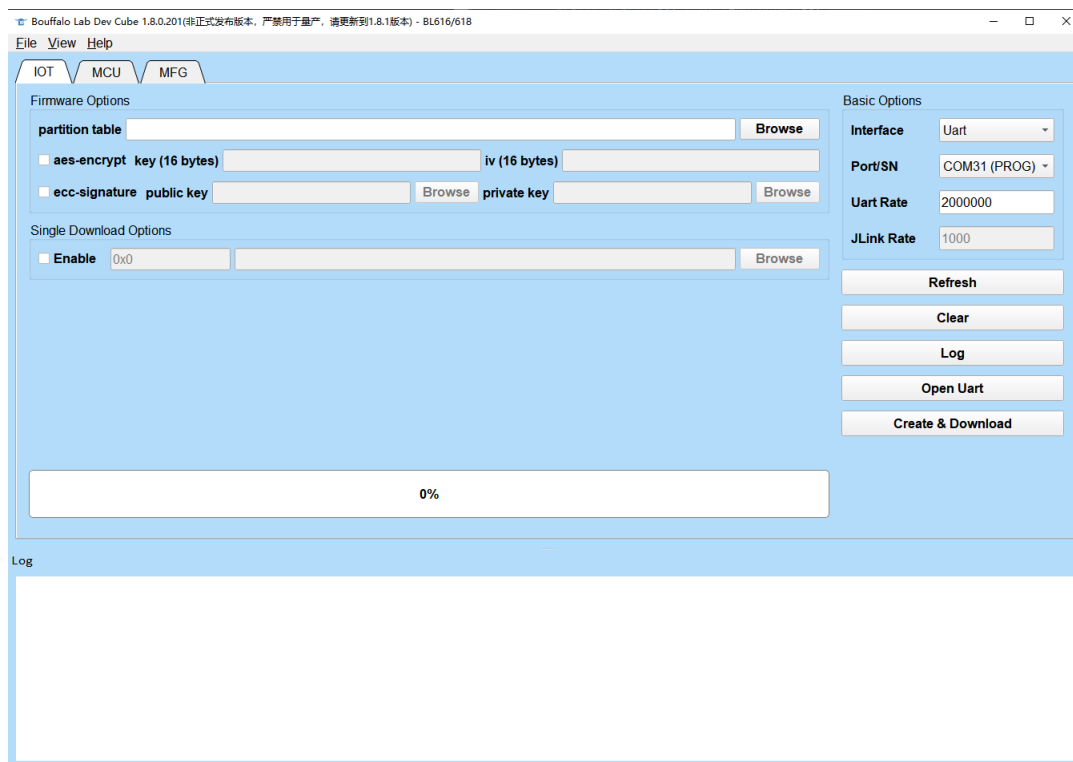 Bouffalo Lab Dev Cube 1.8.0.201(非正式发布版本，严禁用于量产，请更新到1.8.1版本) - BL616/618
File View Help
IOT MCU MFG
Firmware Options
partition table Browse
aes-encrypt key (16 bytes) iv (16 bytes)
ecc-signature public key Browse private key Browse
Single Download Options
Enable 0x0 Browse
0%
Basic Options
Interface Uart
Port/SN COM31 (PROG)
Uart Rate 2000000
JLink Rate 1000
Refresh
Clear
Log
Open Uart
Create & Download
Log